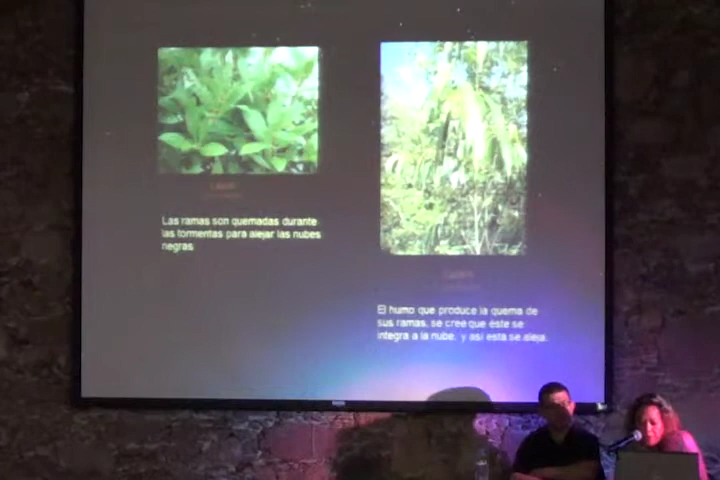 Las ramas son quemadas durante
las tormentas para alejar las nubes
negras
El humo que produce la quema de
sus ramas, se cree que éste se
integra a la nube, y así esta se aleja.